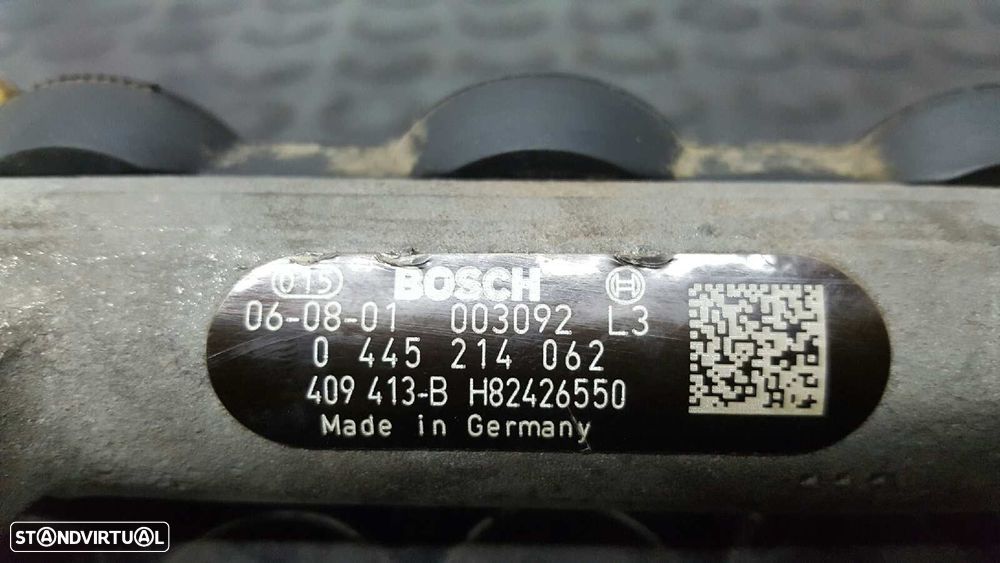 015 BOSCH
06-08-01 003092 L3
0 445 214 062
409 413-B H82426550
Made in Germany
STANDVIRTUAL